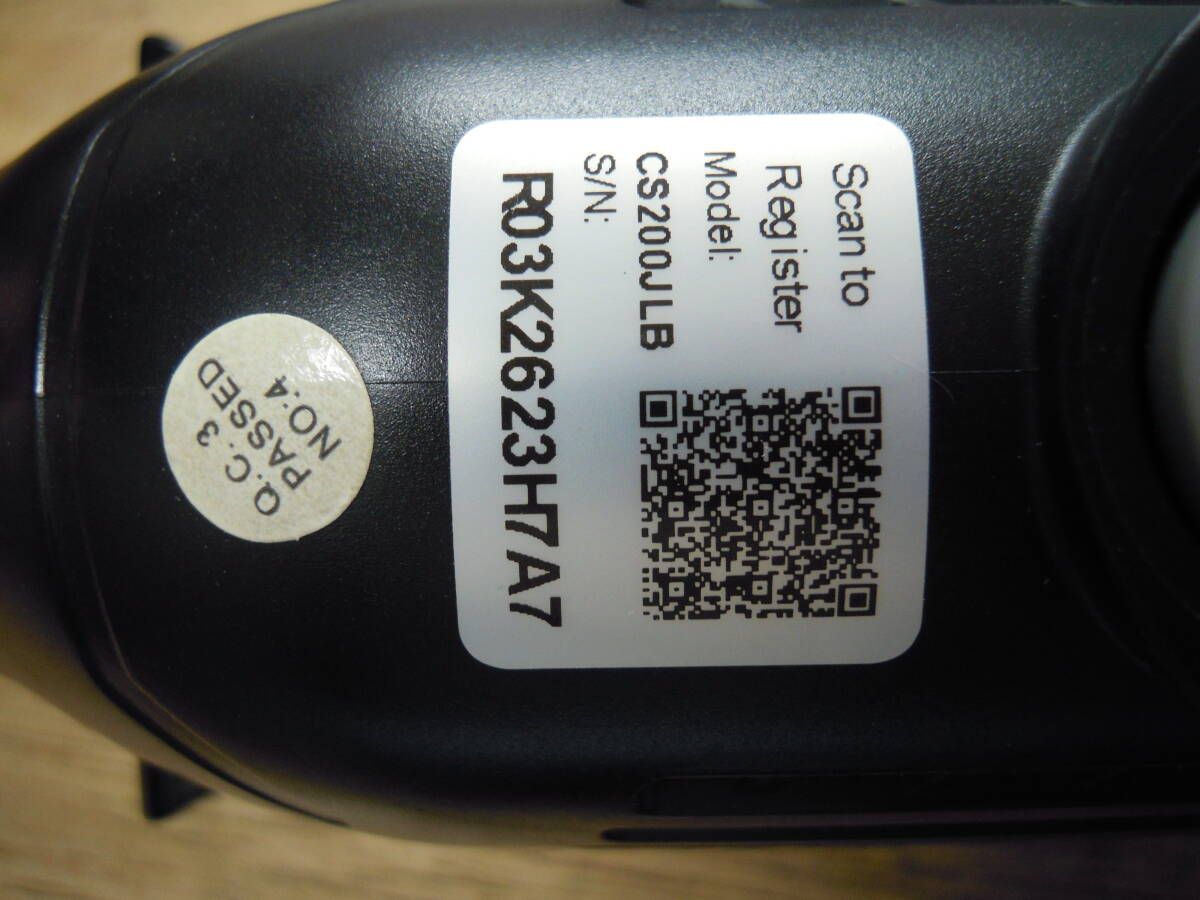 Scan to
Register
Model:
CS200JLB
S/N:
R03K2623H7A7
Q.C.3
PASSED
NO:4